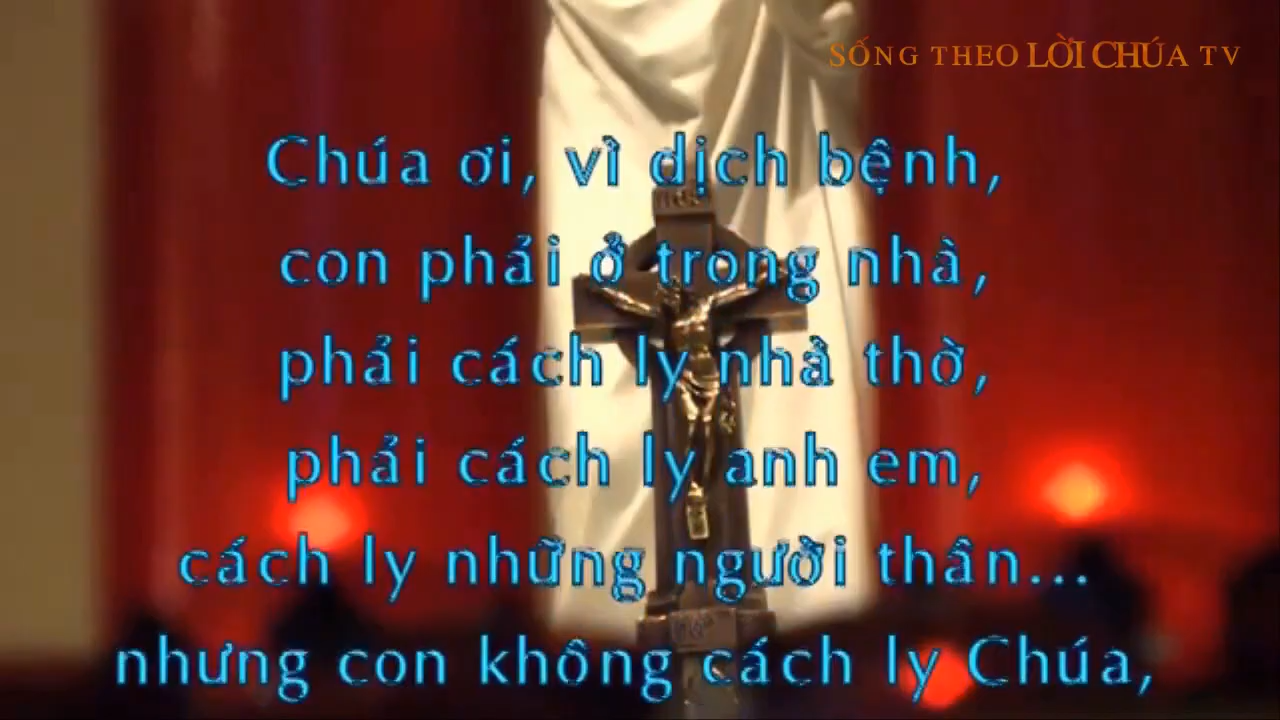 SỐNG THEO LỜI CHÚA TV
Chúa ơi, vì dịch bệnh,
con phải ở trong nhà,
phải cách ly nhà thờ,
phải cách ly anh em,
cách ly những người thân...
nhưng con không cách ly Chúa,